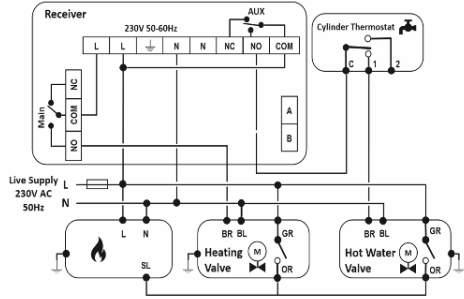 Receiver
AUX
230V 50-60Hz
L L N N NC NO COM
Cylinder Thermostat
C 1 2
Main
NC
COM
NO
A
B
Live Supply
230V AC
50Hz
L
N
L N
SL
BR BL
GR
Heating
Valve
M
OR
BR BL
GR
Hot Water
Valve
M
OR